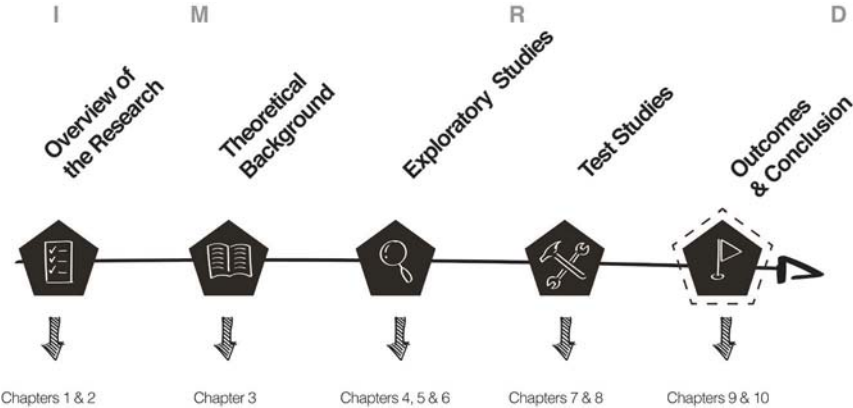 I M R D
Overview of
the Research
Theoretical
Background
Exploratory Studies
Test Studies
Outcomes
& Conclusion
Chapters 1 & 2
Chapter 3
Chapters 4, 5 & 6
Chapters 7 & 8
Chapters 9 & 10